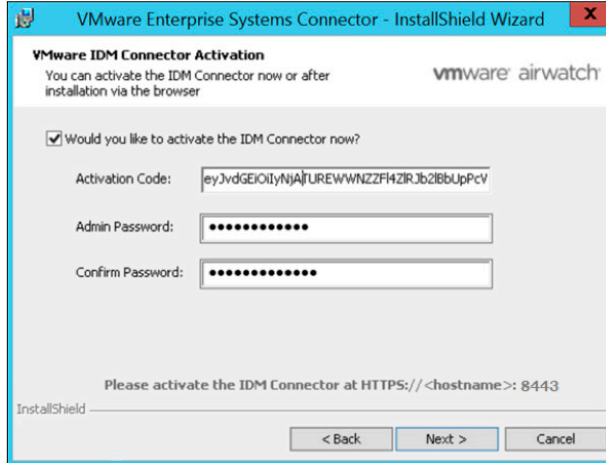 VMware Enterprise Systems Connector - InstallShield Wizard
VMware IDM Connector Activation
You can activate the IDM Connector now or after
installation via the browser
vmware airwatch
Would you like to activate the IDM Connector now?
Activation Code:
Admin Password:
Confirm Password:
Please activate the IDM Connector at HTTPS://<hostname>: 8443
InstallShield
< Back
Next >
Cancel